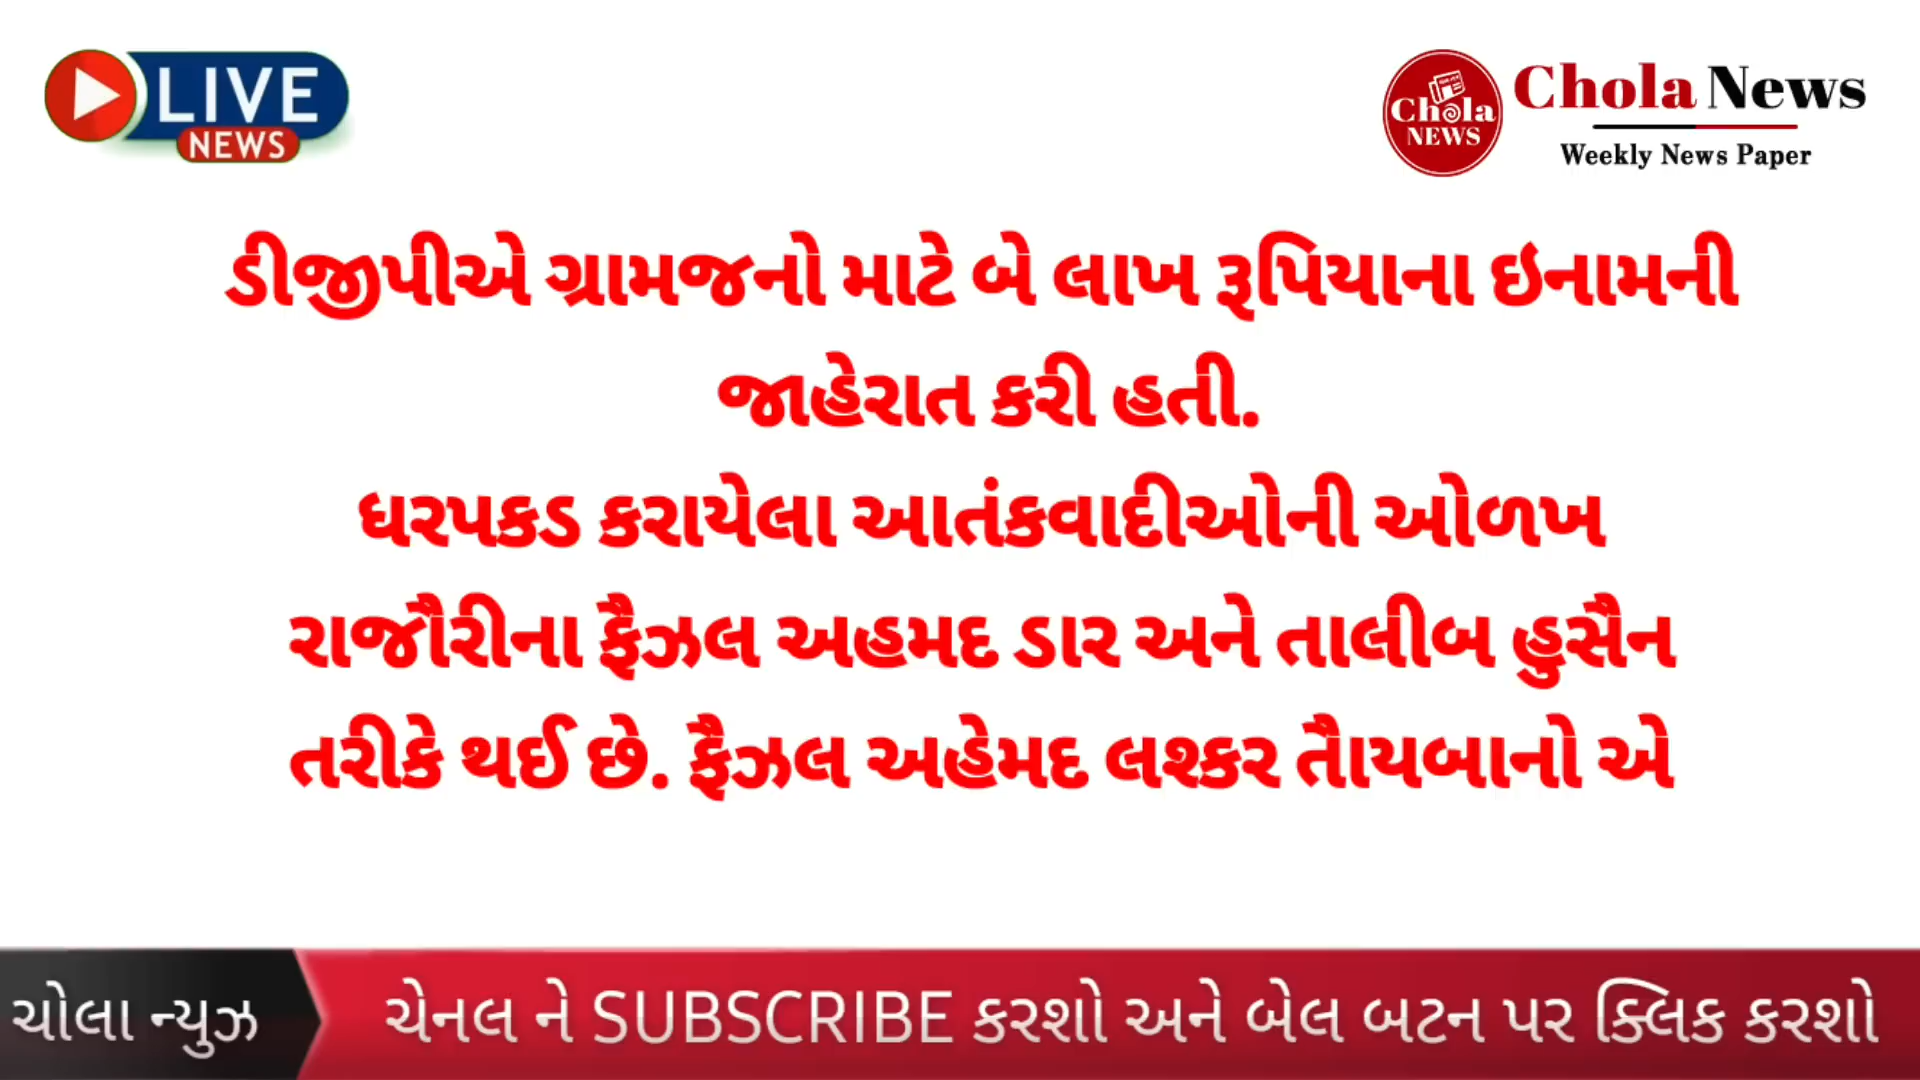 LIVE
NEWS
Chola
NEWS
Chola News
Weekly News Paper
ડીજીપીએ ગ્રામજનો માટે બે લાખ રૂપિયાના ઇનામની
જાહેરાત કરી હતી.
ધરપકડ કરાયેલા આતંકવાદીઓની ઓળખ
રાજૌરીના ફૈઝલ અહમદ ડાર અને તાલીબ હુસૈન
તરીકે થઈ છે. ફૈઝલ અહેમદ લશ્કર તૈાયબાનો એ
ચોલા ન્યુઝ
ચેનલ ને SUBSCRIBE કરશો અને બેલ બટન પર ક્લિક કરશો